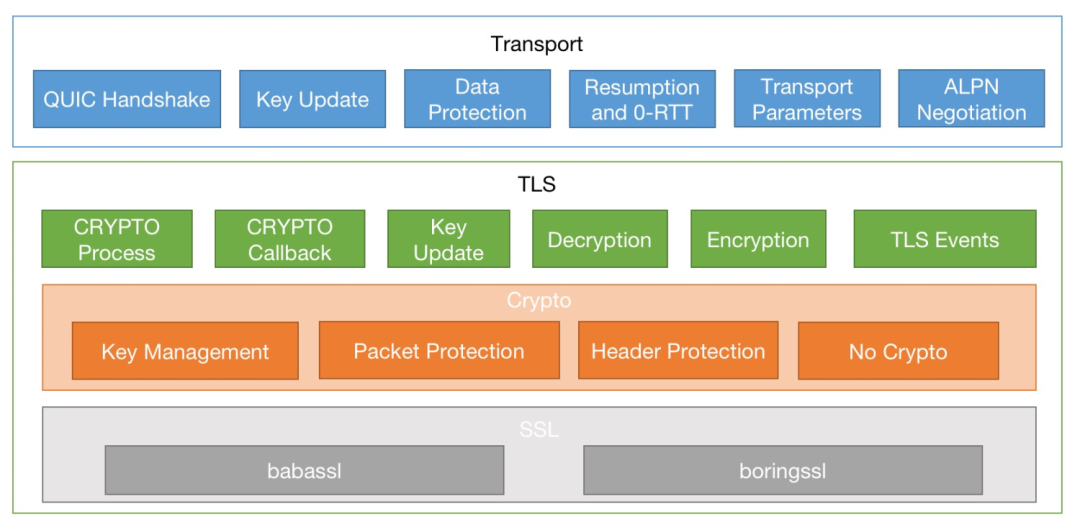 Transport
QUIC Handshake
Key Update
Data
Protection
Resumption
and 0-RTT
Transport
Parameters
ALPN
Negotiation
TLS
CRYPTO
Process
CRYPTO
Callback
Key
Update
Decryption
Encryption
TLS Events
Crypto
Key Management
Packet Protection
Header Protection
No Crypto
SSL
babassl
boringssl